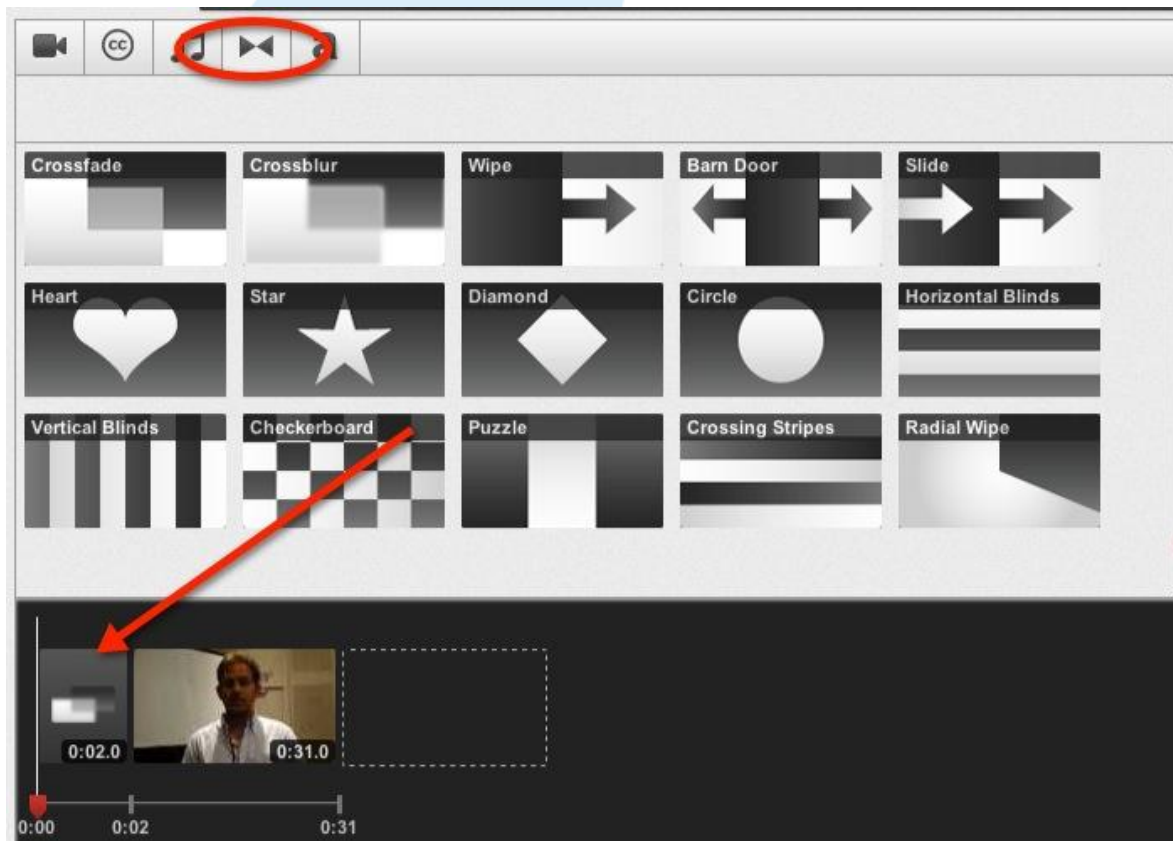 cc
a
Crossfade
Crossblur
Wipe
Barn Door
Slide
Heart
Star
Diamond
Circle
Horizontal Blinds
Vertical Blinds
Checkerboard
Puzzle
Crossing Stripes
Radial Wipe
0:02.0
0:31.0
0:00
0:02
0:31